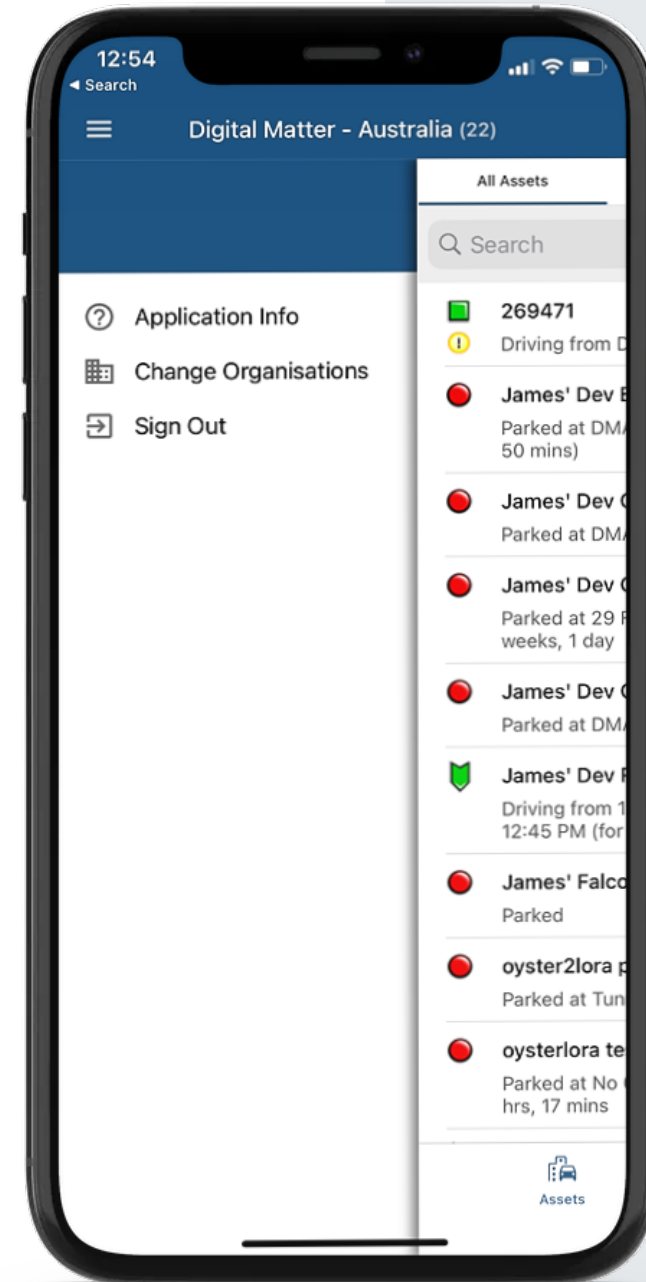 12:54
◀ Search
Digital Matter - Australia (22)
Application Info
Change Organisations
Sign Out
All Assets
Search
269471
Driving from
James' Dev
Parked at
50 mins)
James' Dev
Parked at
James' Dev
Parked at 29
weeks, 1 day
James' Dev
Parked at
James' Dev
Driving from
12:45 PM (for
James'
Parked
oyster2lora
Parked at
oysterlora
Parked at No
hrs, 17 mins
Assets